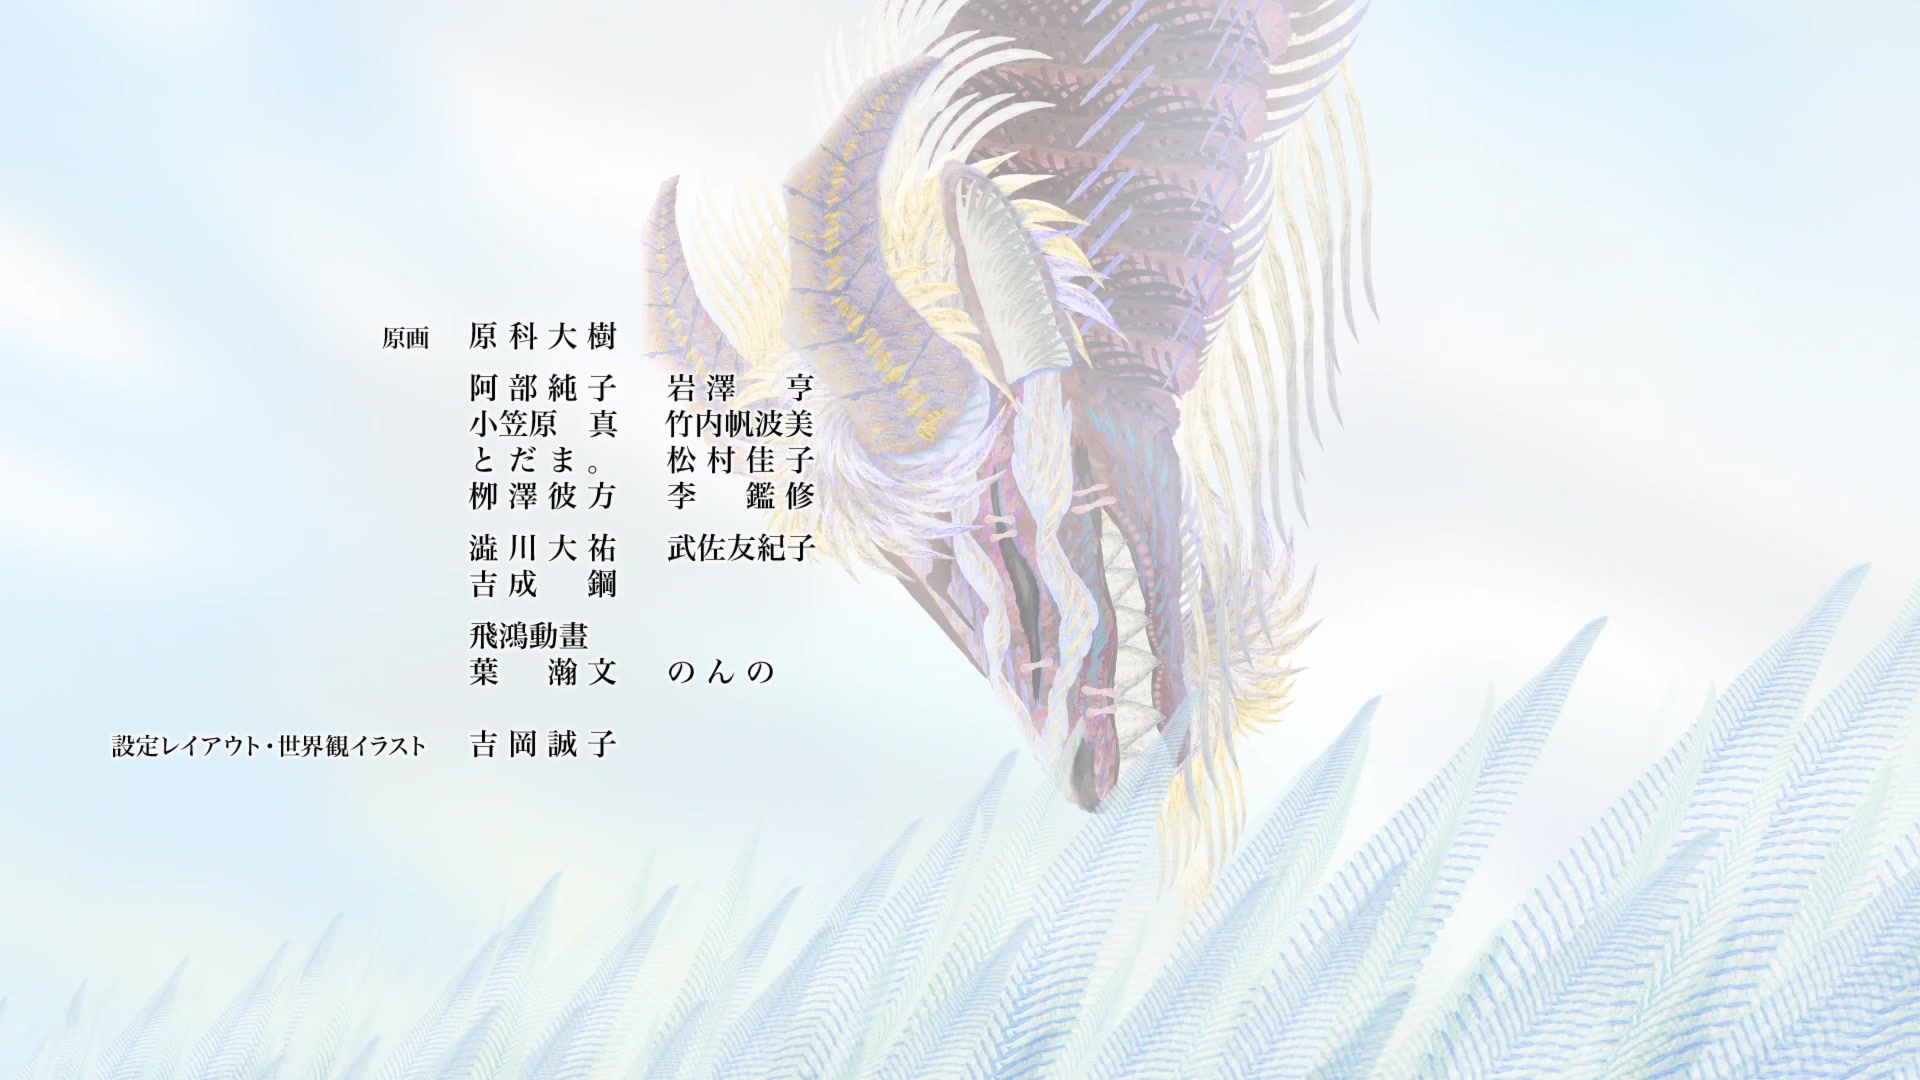 原画 原科大樹
阿部純子 岩澤 亨
小笠原 真 竹内帆波美
とだま。 松村佳子
栁澤彼方 李 鑑修
澁川大祐 武佐友紀子
吉成 鋼
飛鴻動畫
葉 瀚文 のんの
設定レイアウト・世界観イラスト 吉岡誠子